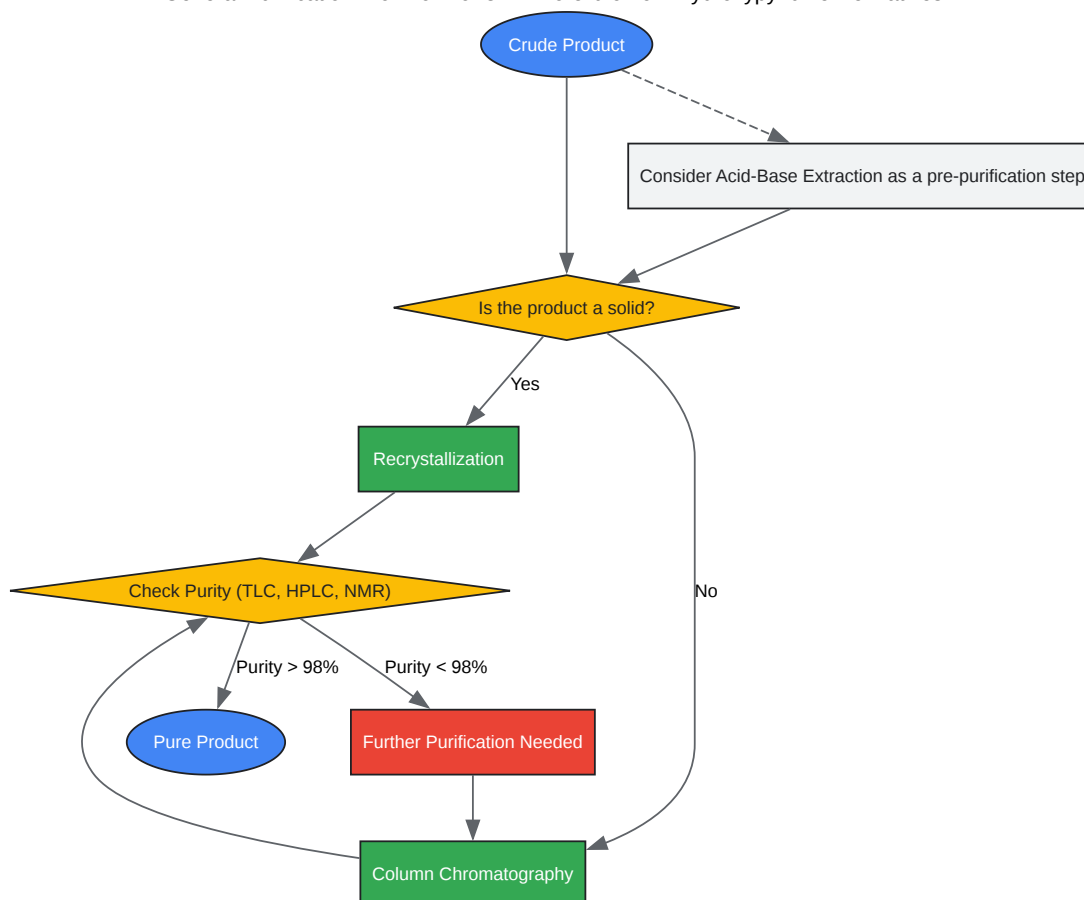 Crude Product
Consider Acid-Base Extraction as a pre-purification step
Is the product a solid?
Yes
Recrystallization
Check Purity (TLC, HPLC, NMR)
No
Purity > 98%
Purity < 98%
Pure Product
Further Purification Needed
Column Chromatography